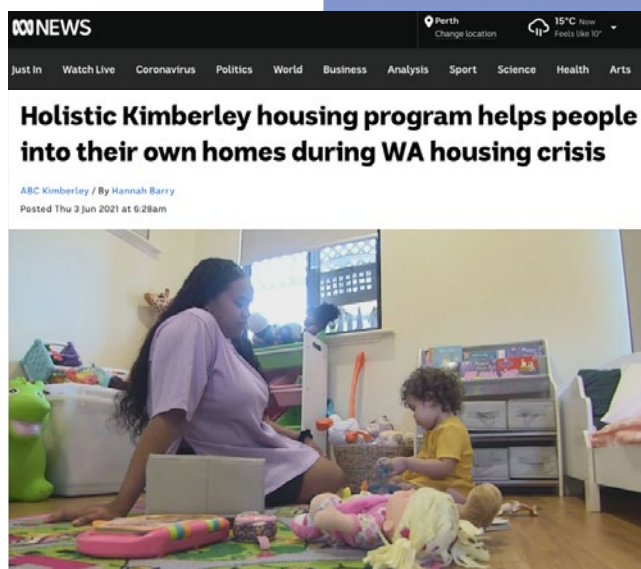 NEWS
Perth
Change location
15°C Now
Feels like 10°
Just In Watch Live Coronavirus Politics World Business Analysis Sport Science Health Arts
Holistic Kimberley housing program helps people
into their own homes during WA housing crisis
ABC Kimberley / By Hannah Barry
Posted Thu 3 Jun 2021 at 6:28am